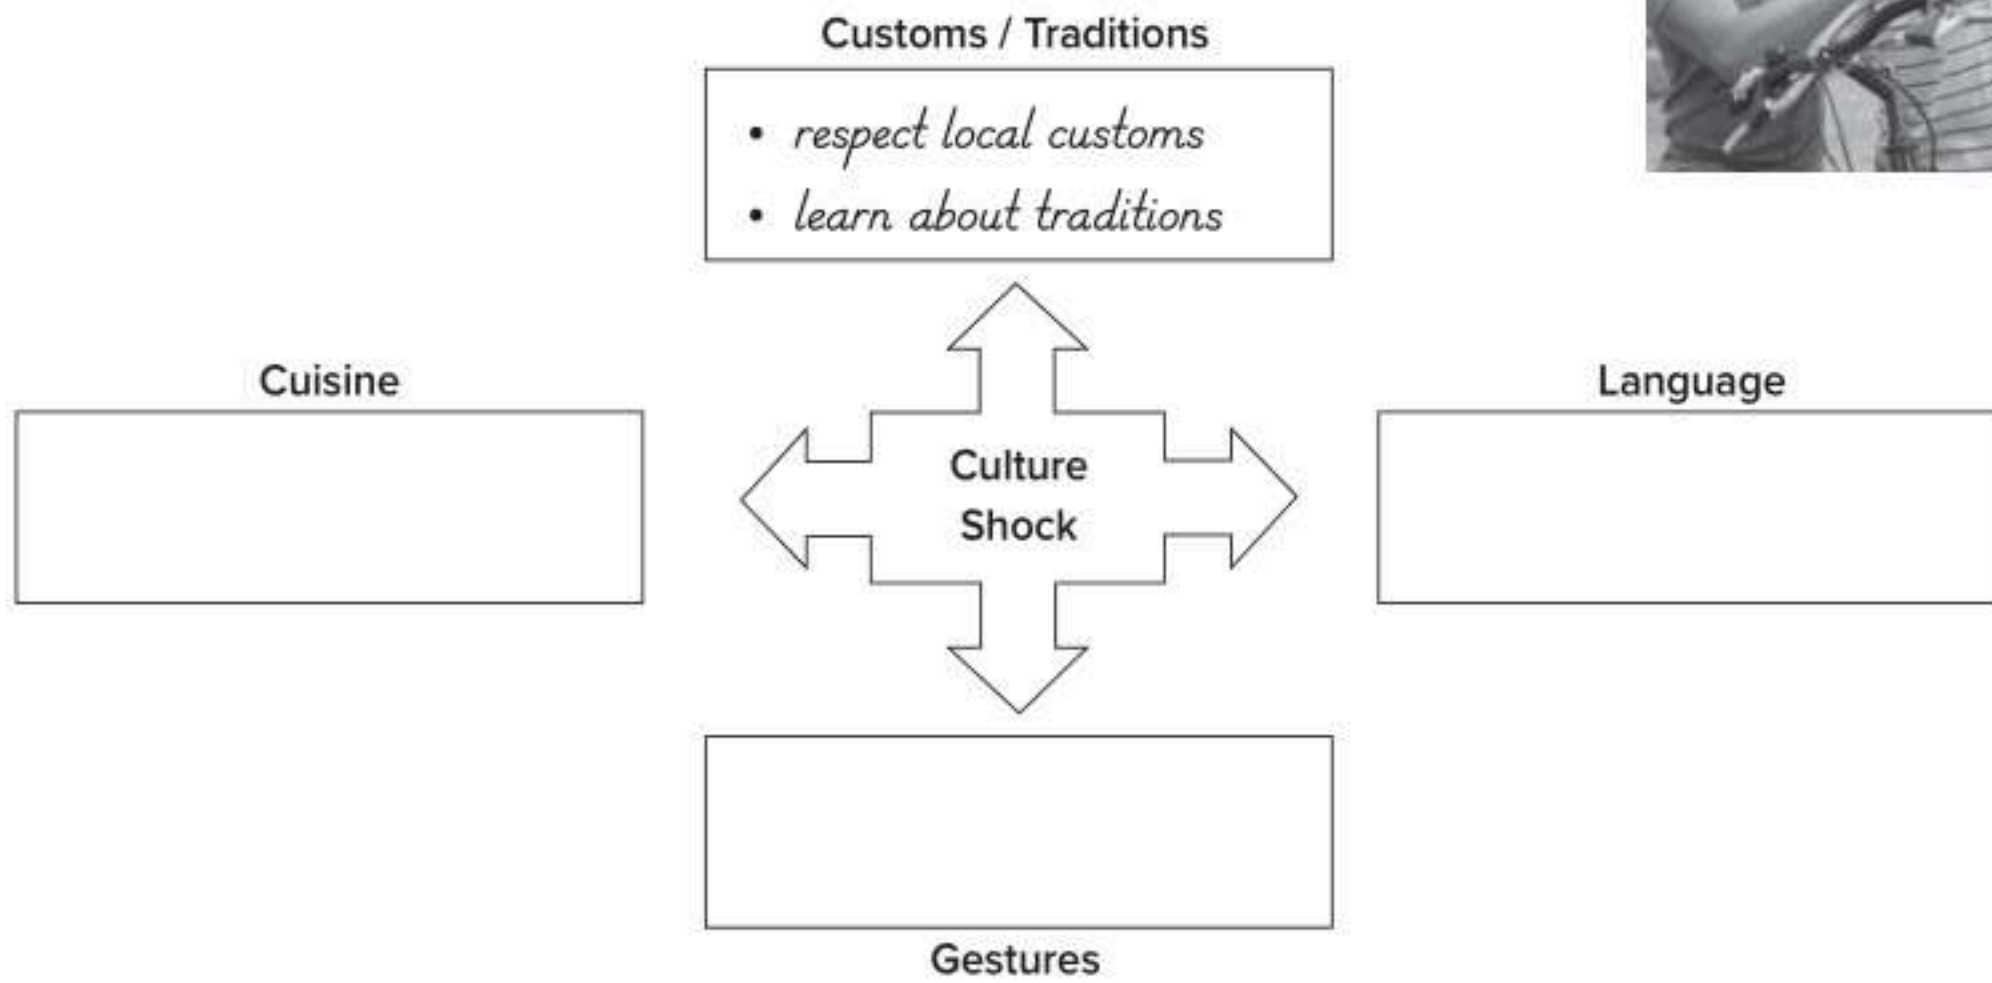 Customs / Traditions
• respect local customs
• learn about traditions
Cuisine
Language
Culture
Shock
Gestures